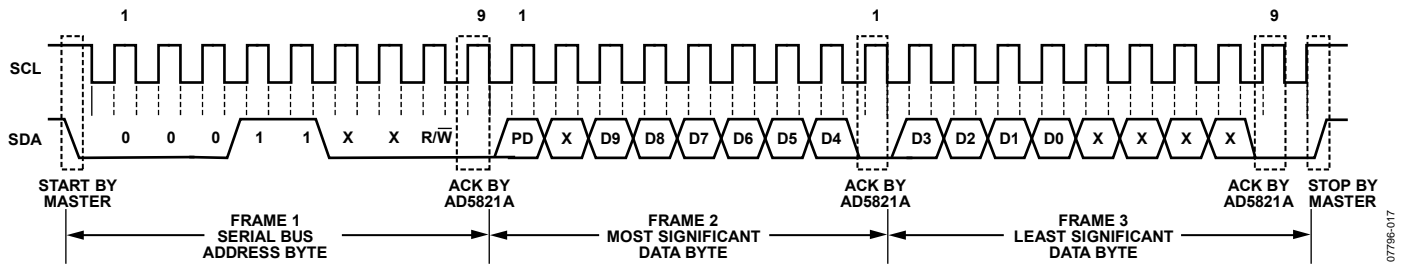 1 9 1 1 9
SCL
SDA 0 0 0 1 1 X X R/W̅ PD X D9 D8 D7 D6 D5 D4 D3 D2 D1 D0 X X X X
START BY
MASTER
ACK BY
AD5821A
ACK BY
AD5821A
ACK BY
AD5821A
STOP BY
MASTER
FRAME 1
SERIAL BUS
ADDRESS BYTE
FRAME 2
MOST SIGNIFICANT
DATA BYTE
FRAME 3
LEAST SIGNIFICANT
DATA BYTE
07796-017